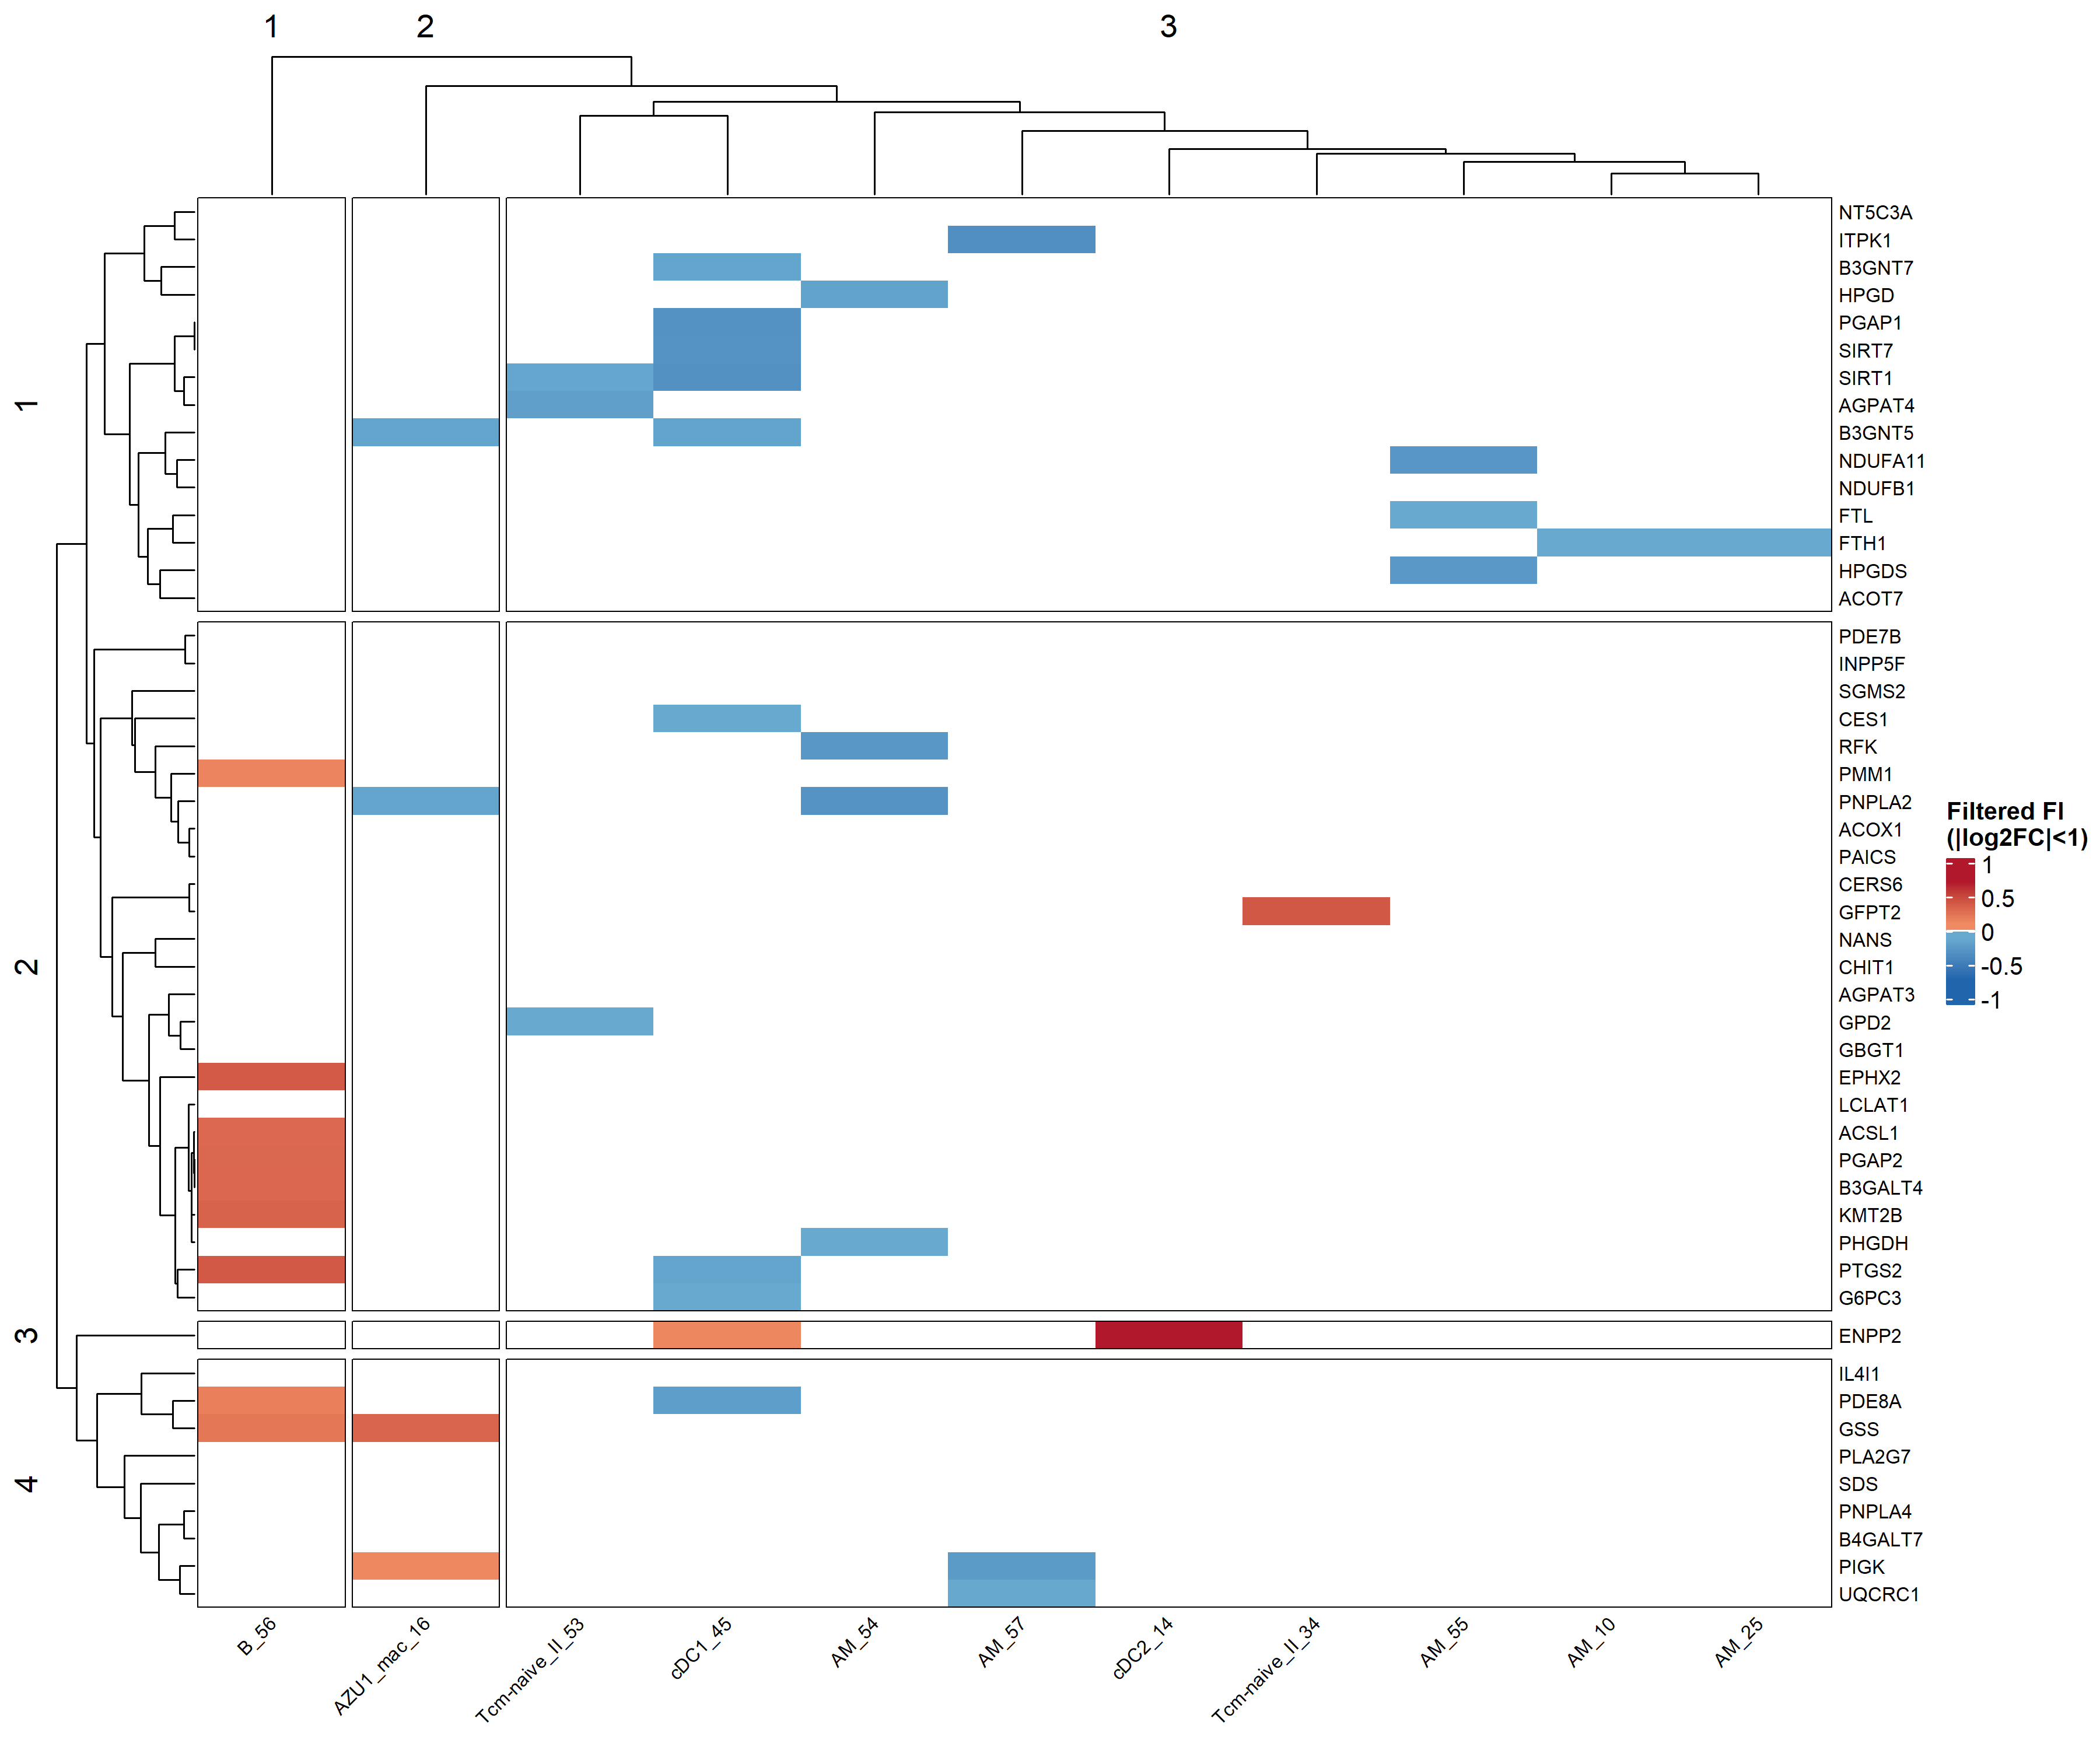 1 2 3
1
NT5C3A
ITPK1
B3GNT7
HPGD
PGAP1
SIRT7
SIRT1
AGPAT4
B3GNT5
NDUFA11
NDUFB1
FTL
FTH1
HPGDS
ACOT7
2
PDE7B
INPP5F
SGMS2
CES1
RFK
PMM1
PNPLA2
ACOX1
PAICS
CERS6
GFPT2
NANS
CHIT1
AGPAT3
GPD2
GBGT1
EPHX2
LCLAT1
ACSL1
PGAP2
B3GALT4
KMT2B
PHGDH
PTGS2
G6PC3
3
ENPP2
4
IL4I1
PDE8A
GSS
PLA2G7
SDS
PNPLA4
B4GALT7
PIGK
UQCRC1
B_56
AZU1_mac_16
Tcm-naive_II_53
cDC1_45
AM_54
AM_57
cDC2_14
Tcm-naive_II_34
AM_55
AM_10
AM_25
Filtered FI
(|log2FC|<1)
1
0.5
0
-0.5
-1